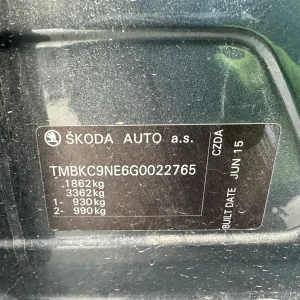 ŠKODA AUTO a.s.
TMBKC9NE6G0022765
1862kg
3362kg
1- 930kg
2- 990kg
CZDA
BUILT DATE JUN 15